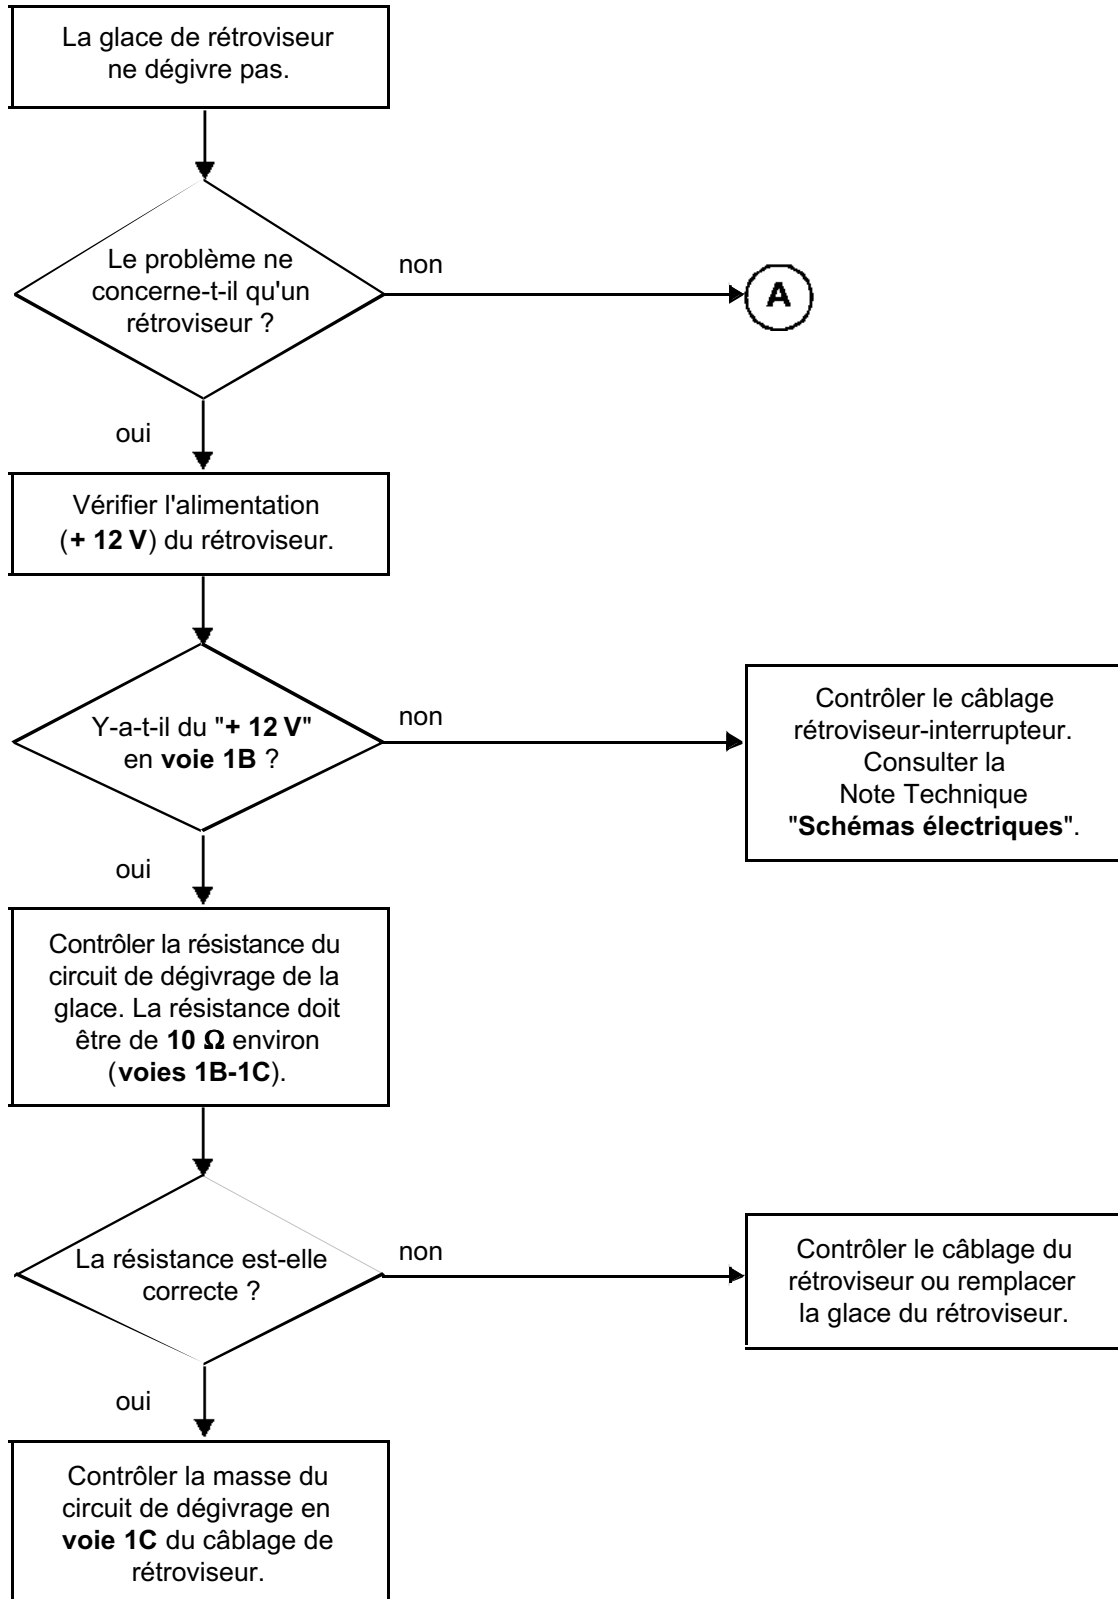 La glace de rétroviseur
ne dégivre pas.
Le problème ne
concerne-t-il qu'un
rétroviseur ?
non
A
oui
Vérifier l'alimentation
(+ 12 V) du rétroviseur.
Y-a-t-il du "+ 12 V"
en voie 1B ?
non
Contrôler le câblage
rétroviseur-interrupteur.
Consulter la
Note Technique
"Schémas électriques".
oui
Contrôler la résistance du
circuit de dégivrage de la
glace. La résistance doit
être de 10 Ω environ
(voies 1B-1C).
La résistance est-elle
correcte ?
non
Contrôler le câblage du
rétroviseur ou remplacer
la glace du rétroviseur.
oui
Contrôler la masse du
circuit de dégivrage en
voie 1C du câblage de
rétroviseur.